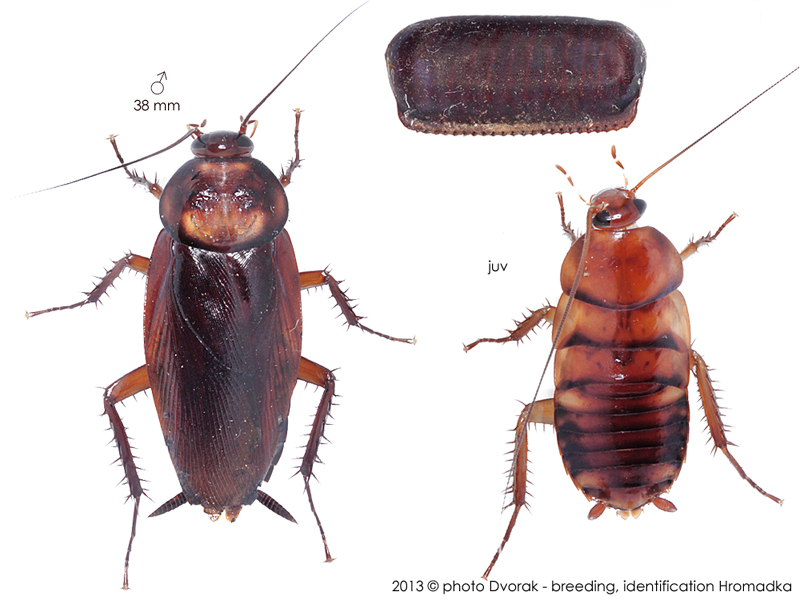 ♂
38 mm
juv
2013 © photo Dvorak - breeding, identification Hromadka